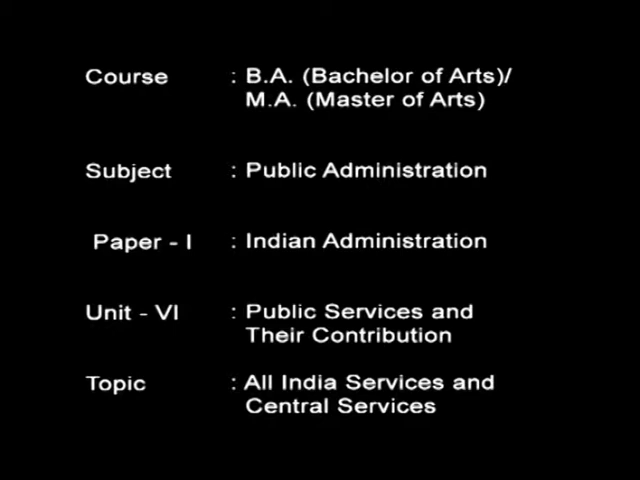 Course : B.A. (Bachelor of Arts)/
M.A. (Master of Arts)
Subject : Public Administration
Paper - I : Indian Administration
Unit - VI : Public Services and
Their Contribution
Topic : All India Services and
Central Services